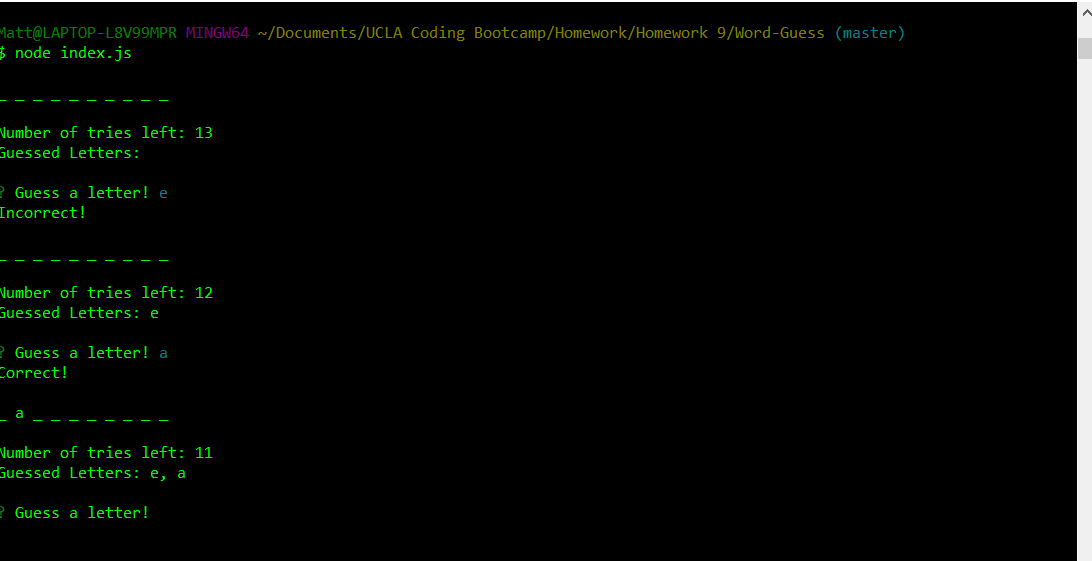 Matt@LAPTOP-L8V99MPR MINGW64 ~/Documents/UCLA Coding Bootcamp/Homework/Homework 9/Word-Guess (master)
$ node index.js
_ _ _ _ _ _ _ _ _ _
Number of tries left: 13
Guessed Letters:
? Guess a letter! e
Incorrect!
_ _ _ _ _ _ _ _ _ _
Number of tries left: 12
Guessed Letters: e
? Guess a letter! a
Correct!
_ a _ _ _ _ _ _ _ _
Number of tries left: 11
Guessed Letters: e, a
? Guess a letter!